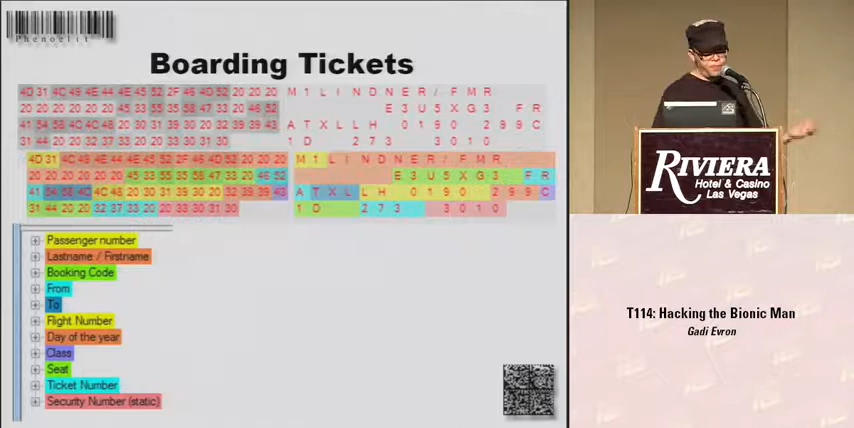 Phenoelit
Boarding Tickets
4D 31 4C 49 4E 44 4E 45 52 2F 46 4D 52 20 20 20 M 1 L I N D N E R / F M R
20 20 20 20 20 20 45 33 55 35 58 47 33 20 46 52 E 3 U 5 X G 3 F R
41 54 58 4C 4C 48 20 30 31 39 30 20 32 39 39 43 A T X L L H 0 1 9 0 2 9 9 C
31 44 20 20 32 37 33 20 33 30 31 30 1 D 2 7 3 3 0 1 0
4D 31 4C 49 4E 44 4E 45 52 2F 46 4D 52 20 20 20 M 1 L I N D N E R / F M R
20 20 20 20 20 20 45 33 55 35 58 47 33 20 46 52 E 3 U 5 X G 3 F R
41 54 58 4C 4C 48 20 30 31 39 30 20 32 39 39 43 A T X L L H 0 1 9 0 2 9 9 C
31 44 20 20 32 37 33 20 33 30 31 30 1 D 2 7 3 3 0 1 0
Passenger number
Lastname / Firstname
Booking Code
From
To
Flight Number
Day of the year
Class
Seat
Ticket Number
Security Number (static)
RIVIERA
Hotel & Casino
Las Vegas
T114: Hacking the Bionic Man
Gadi Evron